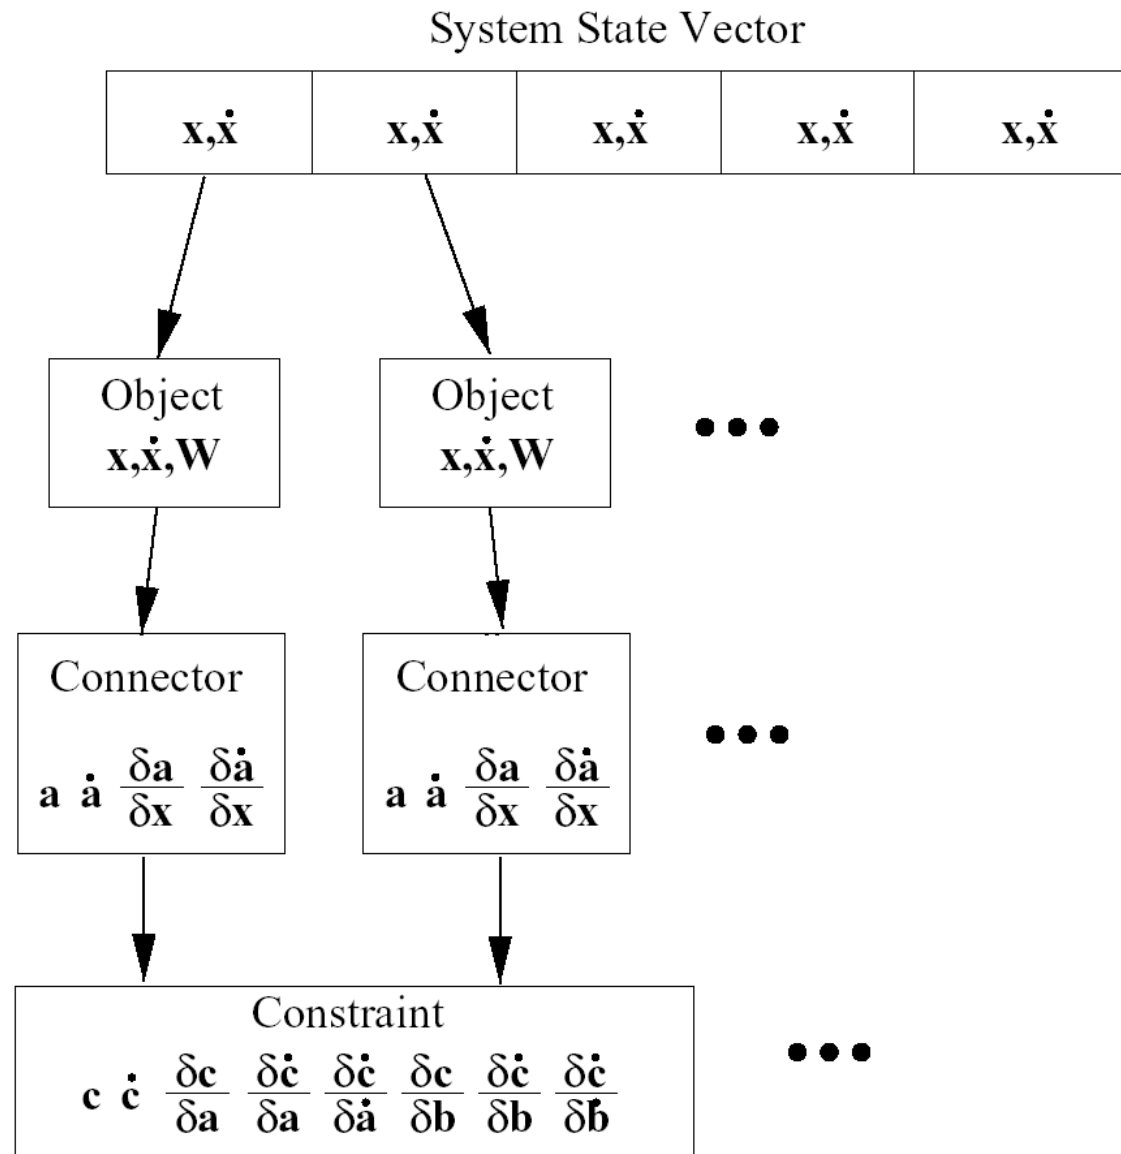 System State Vector
x,ẋ x,ẋ x,ẋ x,ẋ x,ẋ
Object
x,ẋ,W
Object
x,ẋ,W
Connector
a ȧ δa/δx δȧ/δx
Connector
a ȧ δa/δx δȧ/δx
Constraint
c ċ δc/δa δċ/δa δċ/δȧ δc/δb δċ/δb δċ/δḃ